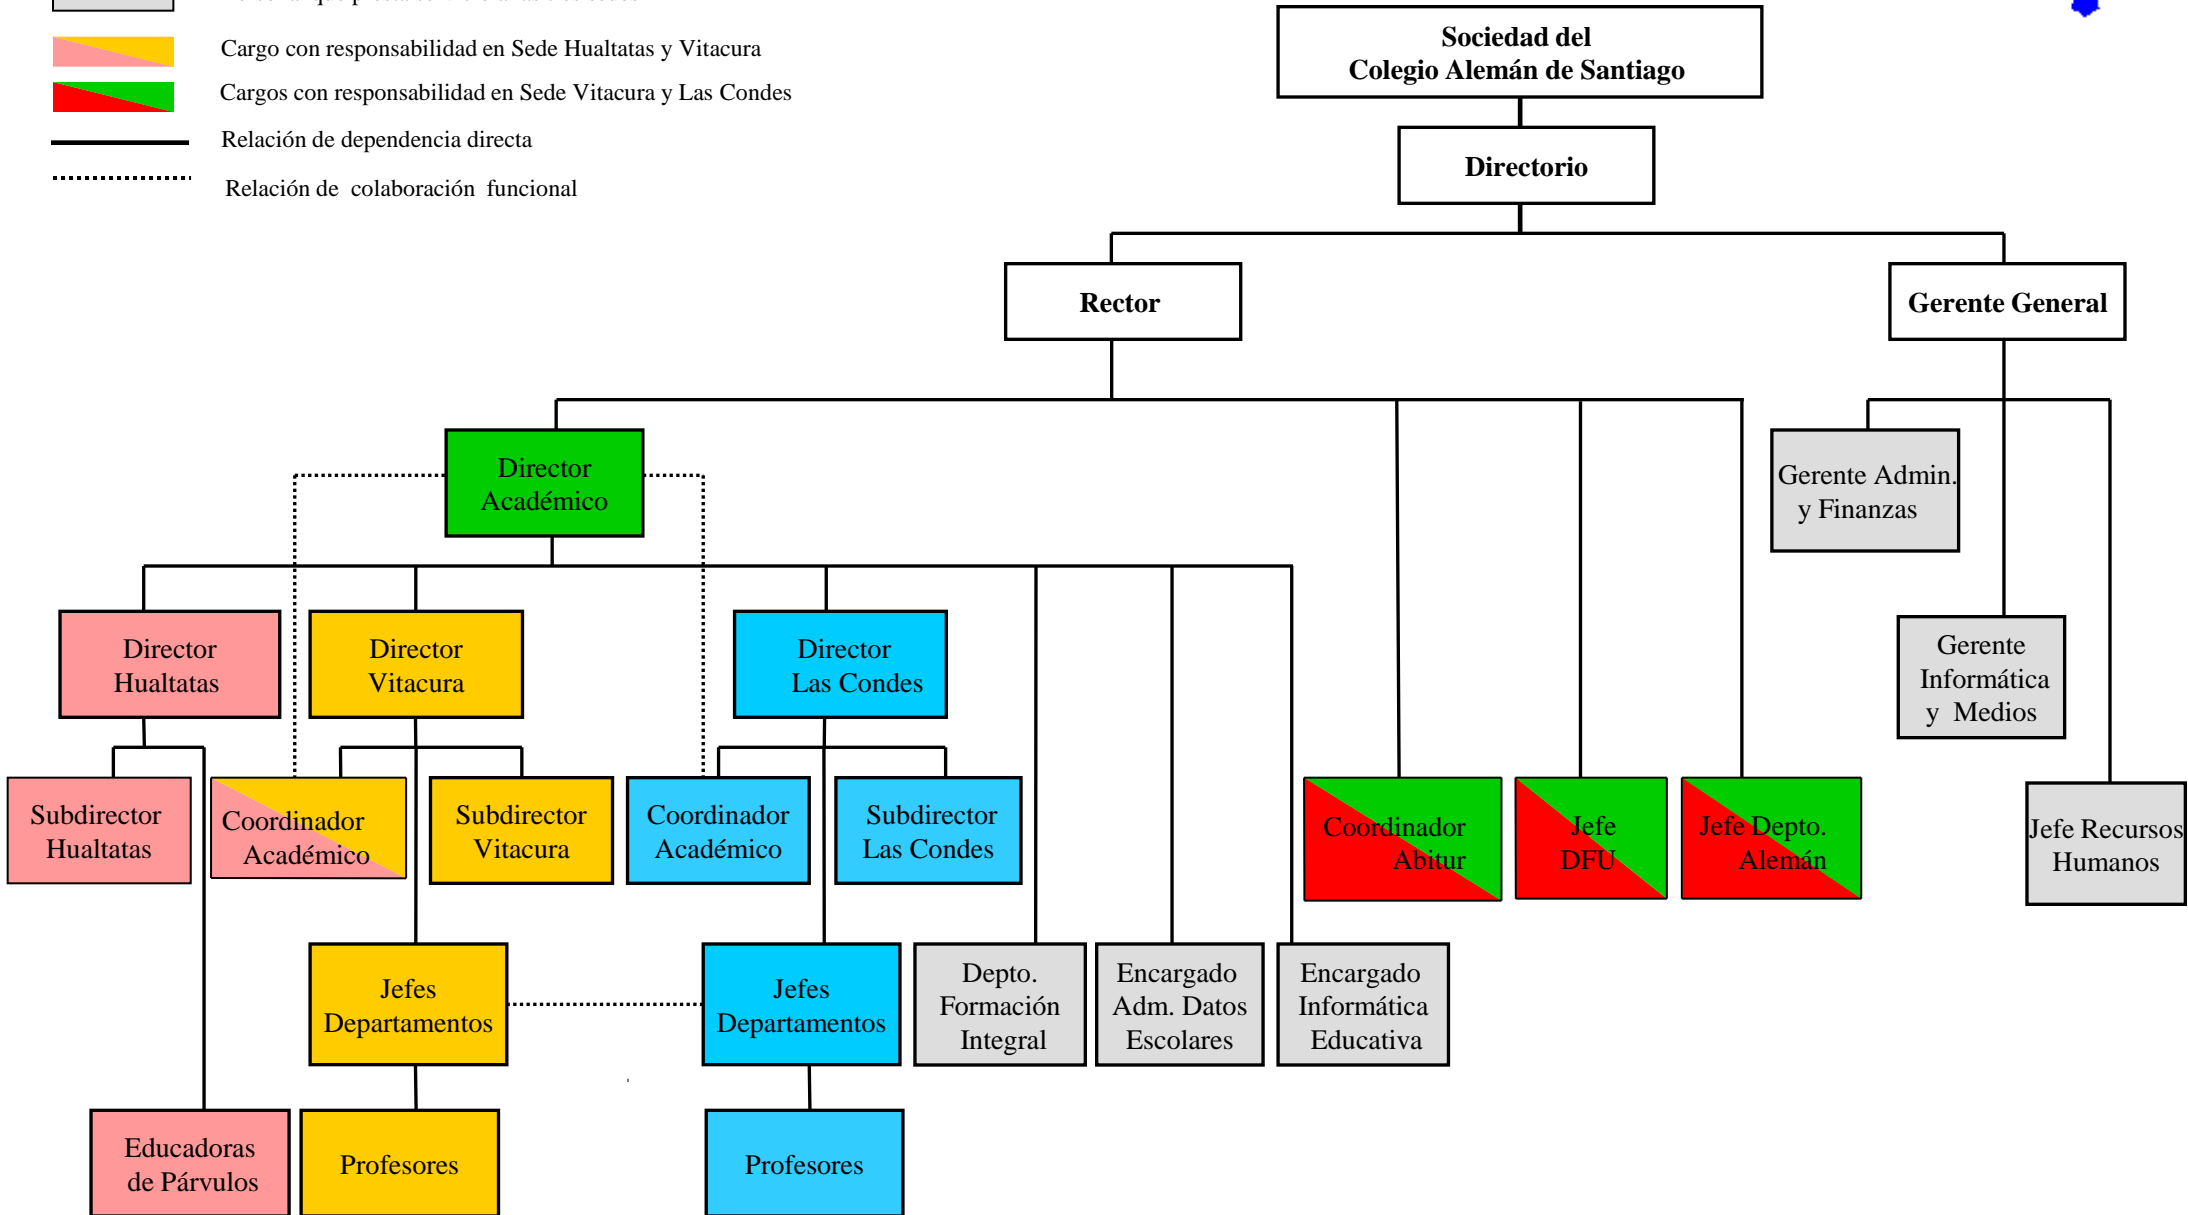 Cargo con responsabilidad en Sede Hualtatas y Vitacura
Cargos con responsabilidad en Sede Vitacura y Las Condes
Relación de dependencia directa
Relación de colaboración funcional
Sociedad del
Colegio Alemán de Santiago
Directorio
Rector
Gerente General
Director
Académico
Gerente Admin.
y Finanzas
Director
Hualtatas
Director
Vitacura
Director
Las Condes
Gerente
Informática
y Medios
Subdirector
Hualtatas
Coordinador
Académico
Subdirector
Vitacura
Coordinador
Académico
Subdirector
Las Condes
Coordinador
Abitur
Jefe
DFU
Jefe Depto.
Alemán
Jefe Recursos
Humanos
Jefes
Departamentos
Jefes
Departamentos
Depto.
Formación
Integral
Encargado
Adm. Datos
Escolares
Encargado
Informática
Educativa
Educadoras
de Párvulos
Profesores
Profesores